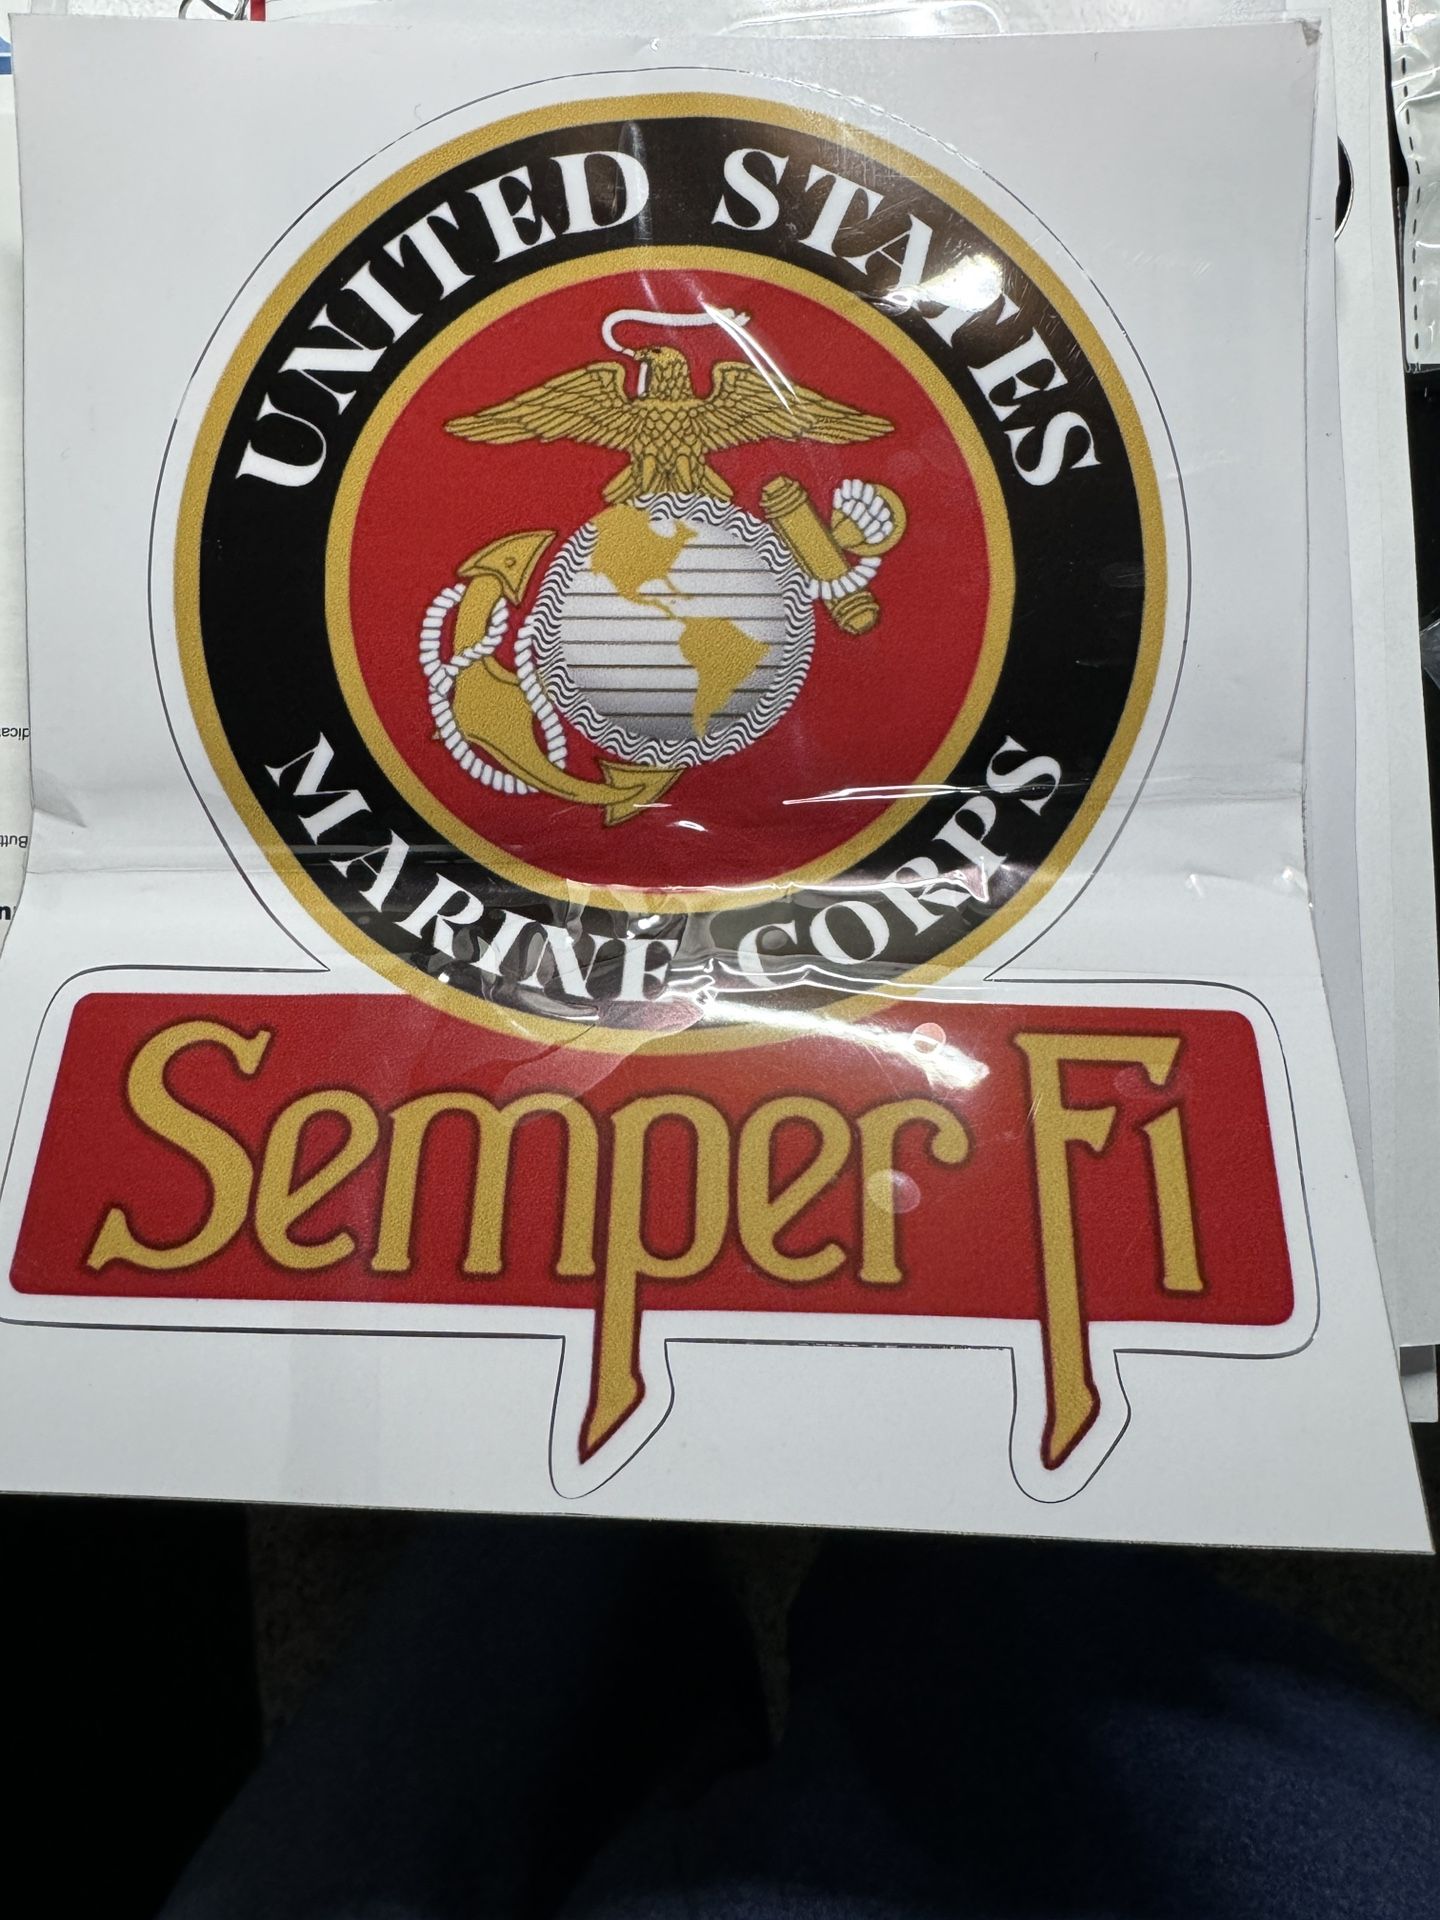 UNITED STATES
MARINE CORPS
Semper Fi